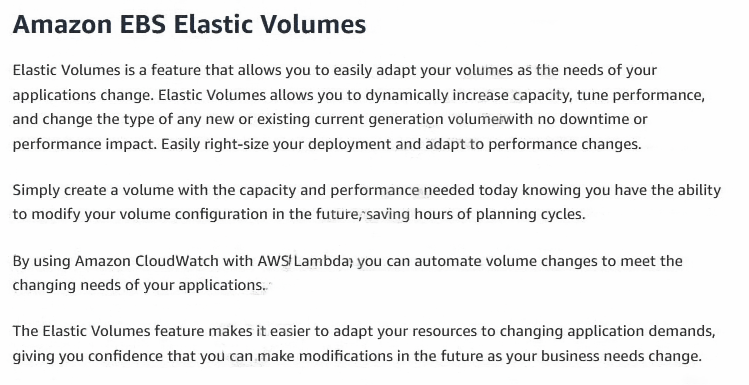 Amazon EBS Elastic Volumes
Elastic Volumes is a feature that allows you to easily adapt your volumes as the needs of your
applications change. Elastic Volumes allows you to dynamically increase capacity, tune performance,
and change the type of any new or existing current generation volume with no downtime or
performance impact. Easily right-size your deployment and adapt to performance changes.
Simply create a volume with the capacity and performance needed today knowing you have the ability
to modify your volume configuration in the future, saving hours of planning cycles.
By using Amazon CloudWatch with AWS Lambda, you can automate volume changes to meet the
changing needs of your applications.
The Elastic Volumes feature makes it easier to adapt your resources to changing application demands,
giving you confidence that you can make modifications in the future as your business needs change.